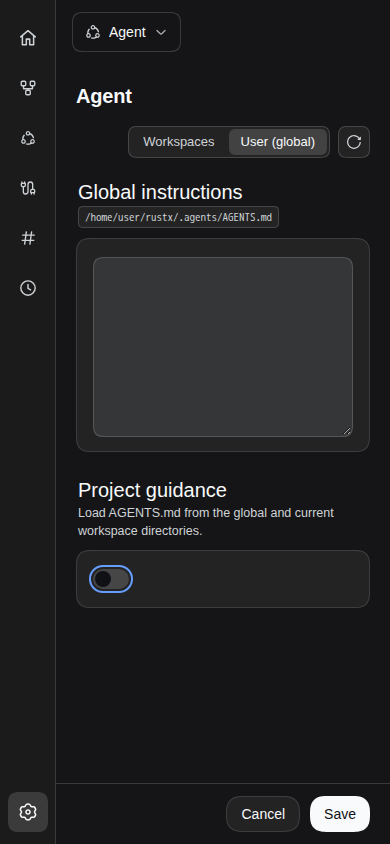 Agent
Agent
Workspaces
User (global)
Global instructions
/home/user/rustx/.agents/AGENTS.md
Project guidance
Load AGENTS.md from the global and current
workspace directories.
Cancel
Save